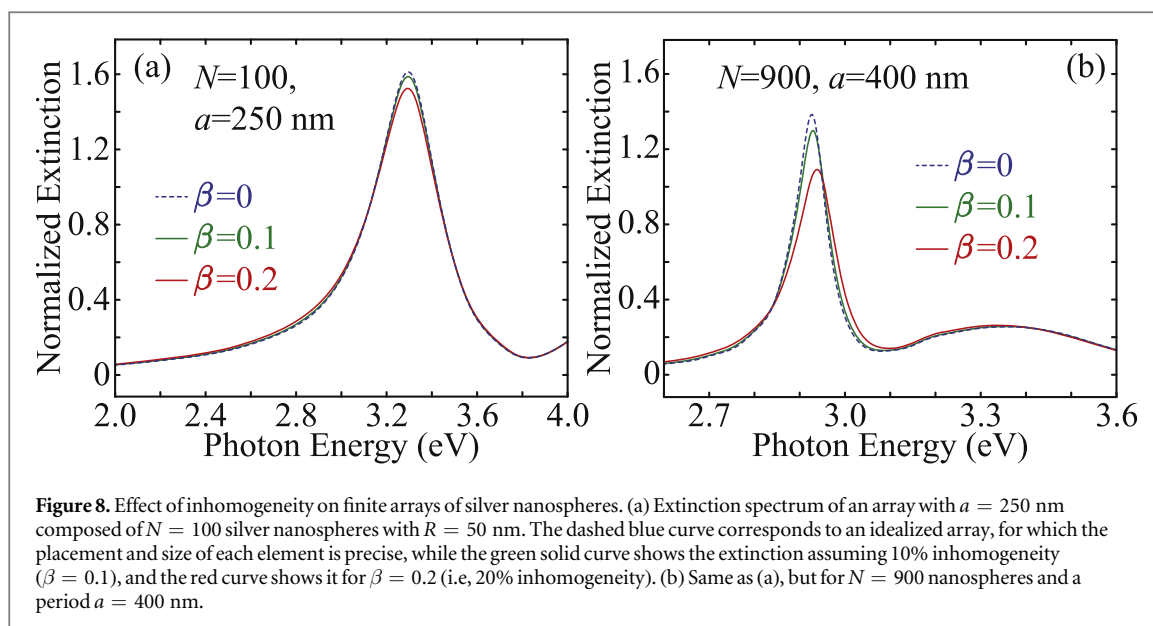 (a)
N=100,
a=250 nm
β=0
β=0.1
β=0.2
Normalized Extinction
1.6
1.2
0.8
0.4
0
2.0 2.4 2.8 3.2 3.6 4.0
Photon Energy (eV)
N=900, a=400 nm
(b)
β=0
β=0.1
β=0.2
Normalized Extinction
1.6
1.2
0.8
0.4
0
2.7 3.0 3.3 3.6
Photon Energy (eV)
Figure 8. Effect of inhomogeneity on finite arrays of silver nanospheres. (a) Extinction spectrum of an array with a = 250 nm
composed of N = 100 silver nanospheres with R = 50 nm. The dashed blue curve corresponds to an idealized array, for which the
placement and size of each element is precise, while the green solid curve shows the extinction assuming 10% inhomogeneity
(β = 0.1), and the red curve shows it for β = 0.2 (i.e, 20% inhomogeneity). (b) Same as (a), but for N = 900 nanospheres and a
period a = 400 nm.